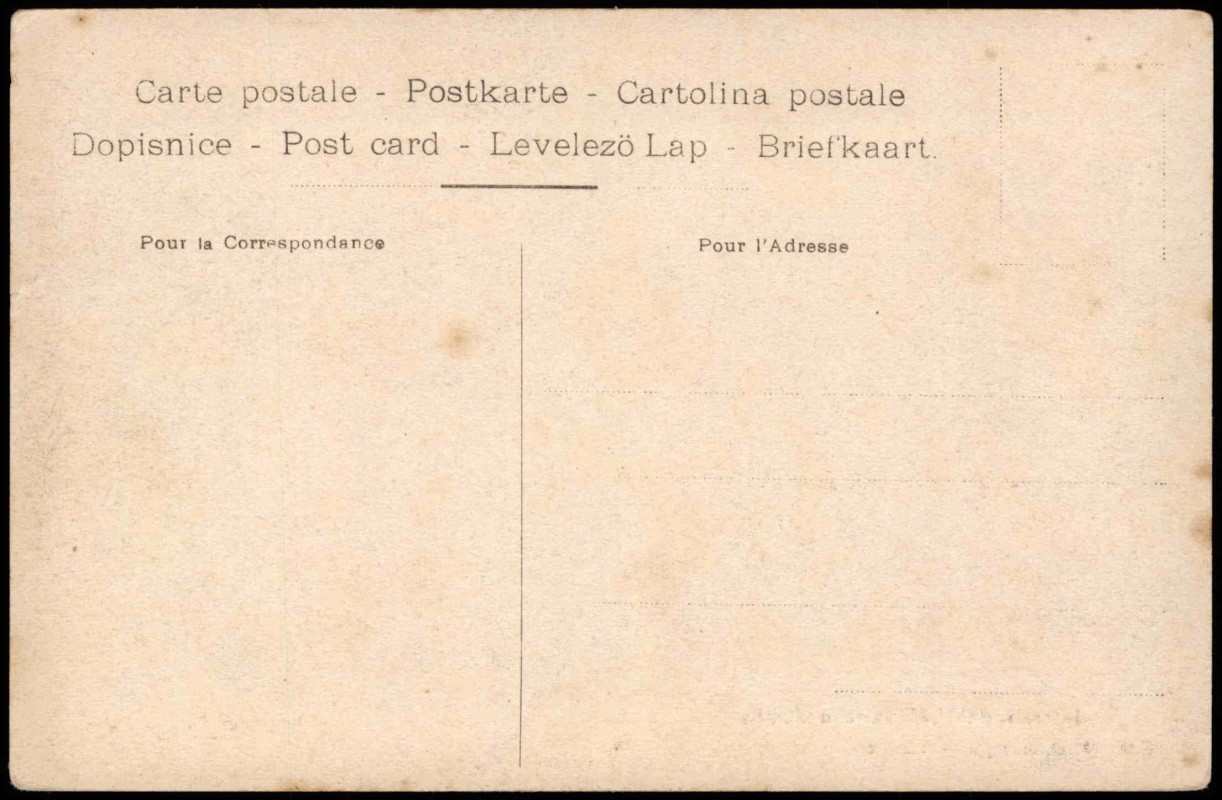 Carte postale - Postkarte - Cartolina postale
Dopisnice - Post card - Levelezö Lap - Briefkaart.
Pour la Correspondance
Pour l'Adresse